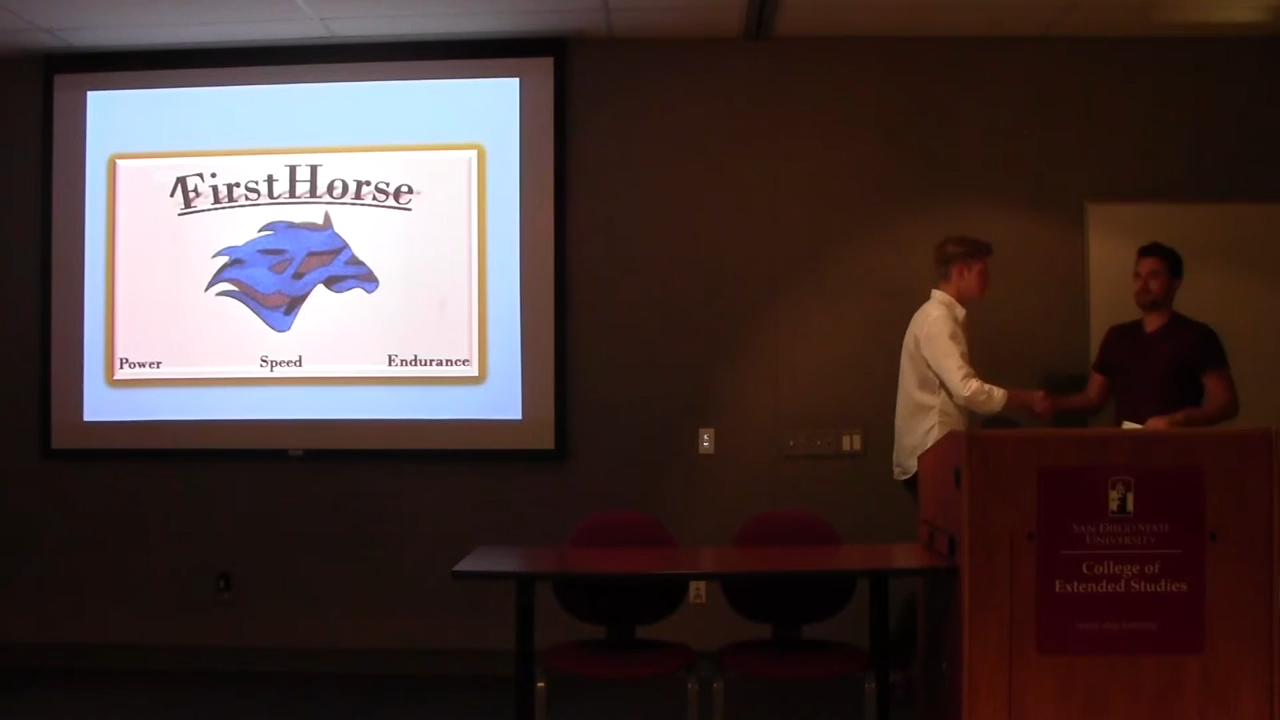 FirstHorse
Power Speed Endurance
SAN DIEGO STATE
UNIVERSITY
College of
Extended Studies